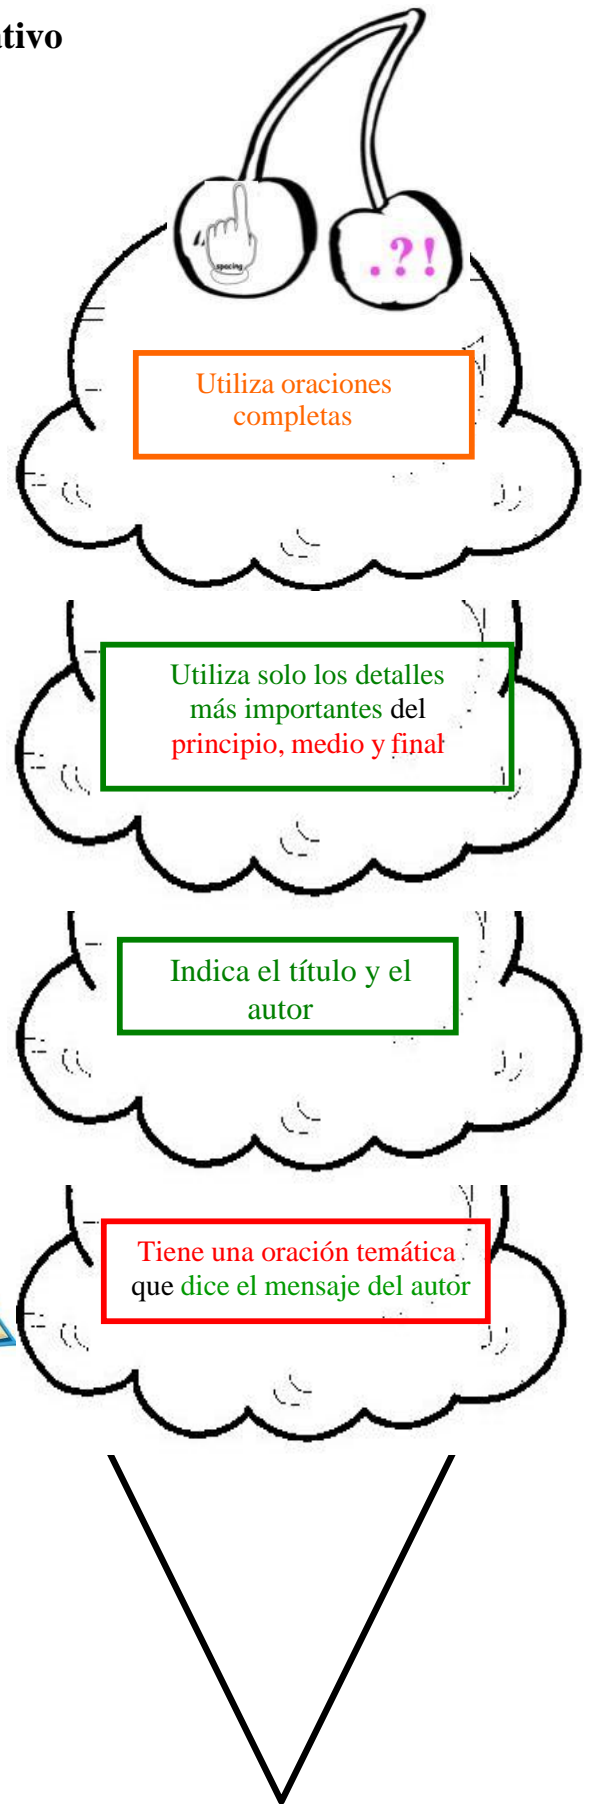 ativo
spacing
.?!
Utiliza oraciones
completas
Utiliza solo los detalles
más importantes del
principio, medio y final
Indica el título y el
autor
Tiene una oración temática
que dice el mensaje del autor